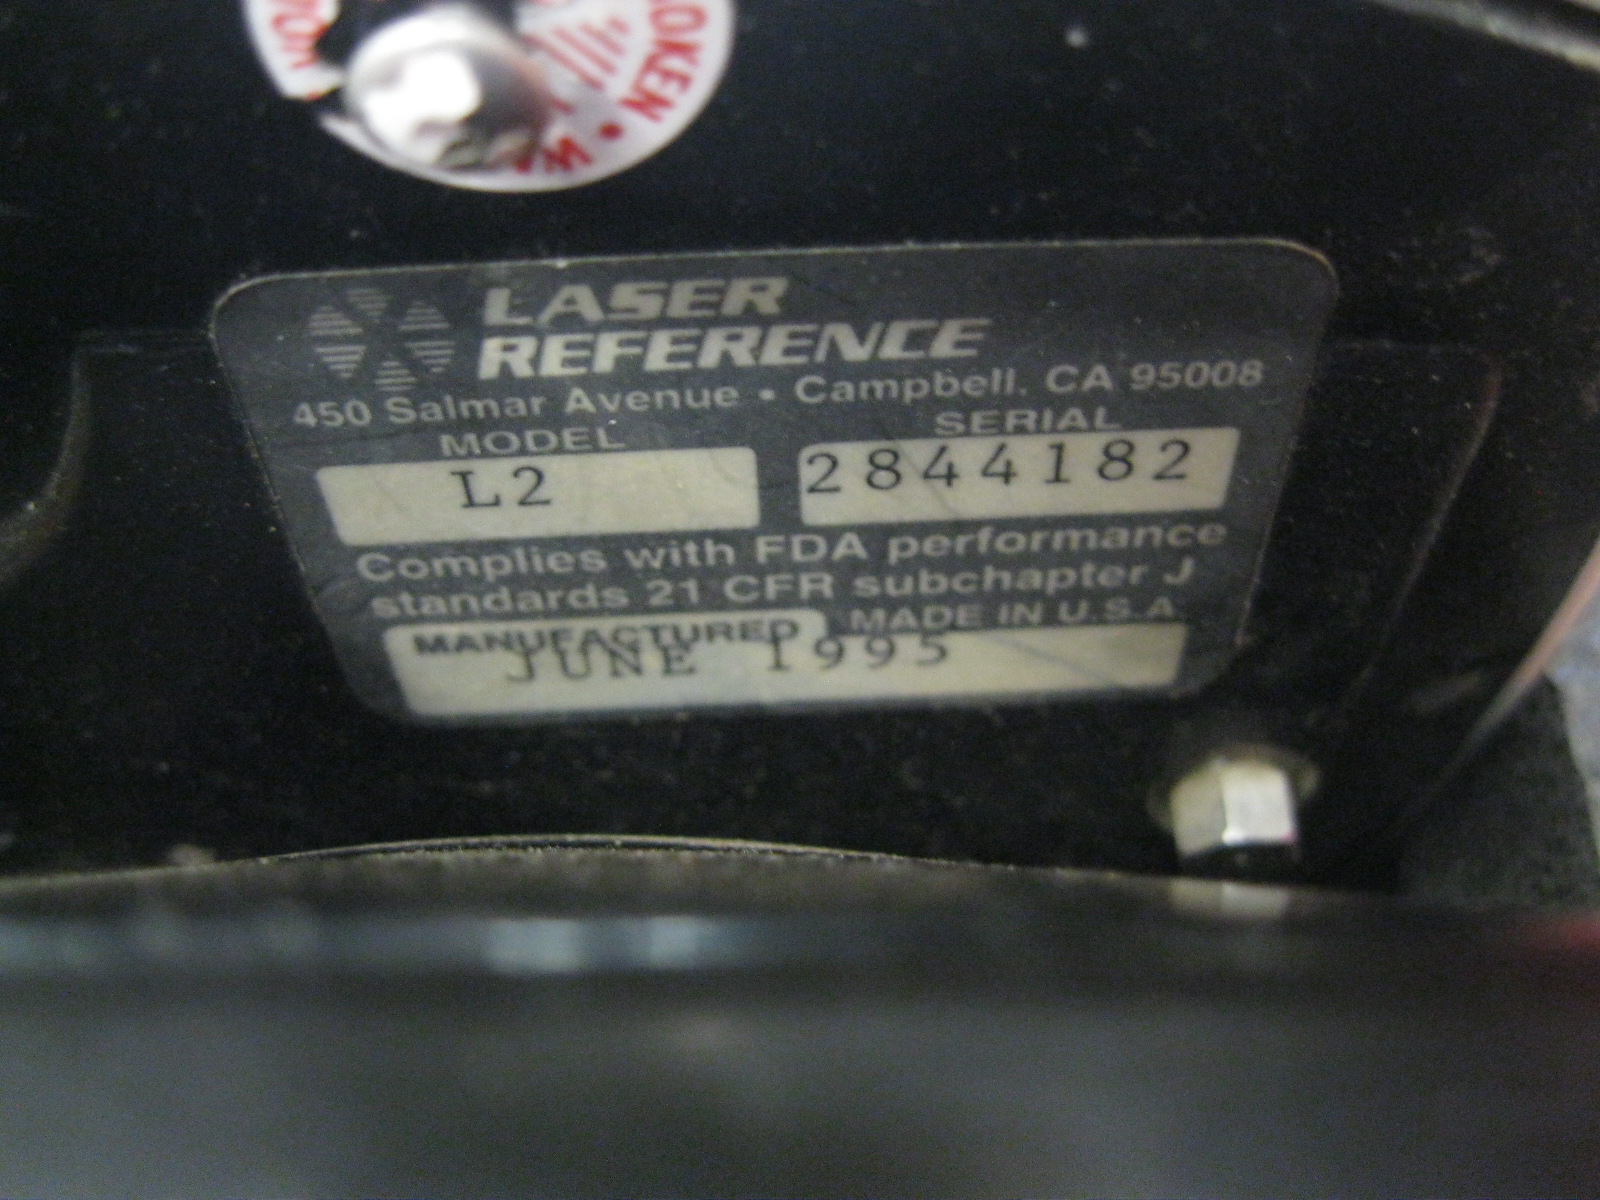 OKEN •
LASER
REFERENCE
450 Salmar Avenue • Campbell, CA 95008
MODEL SERIAL
L2 2844182
Complies with FDA performance
standards 21 CFR subchapter J
MANUFACTURED MADE IN U.S.A.
JUNE 1995